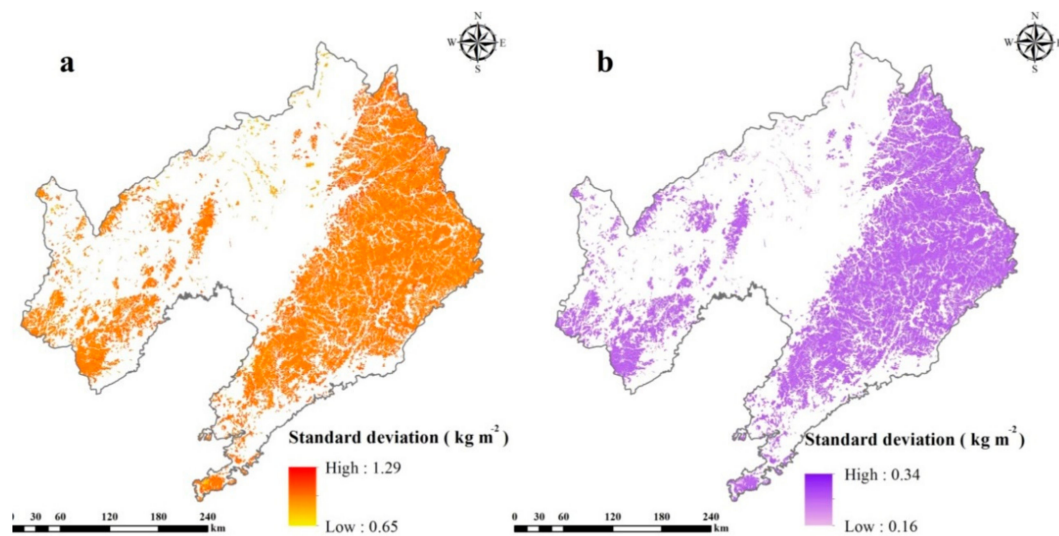 a
N
W E
S
Standard deviation ( kg m-2 )
High : 1.29
Low : 0.65
0 30 60 120 180 240
km
b
N
W E
S
Standard deviation ( kg m-2 )
High : 0.34
Low : 0.16
0 30 60 120 180 240
km